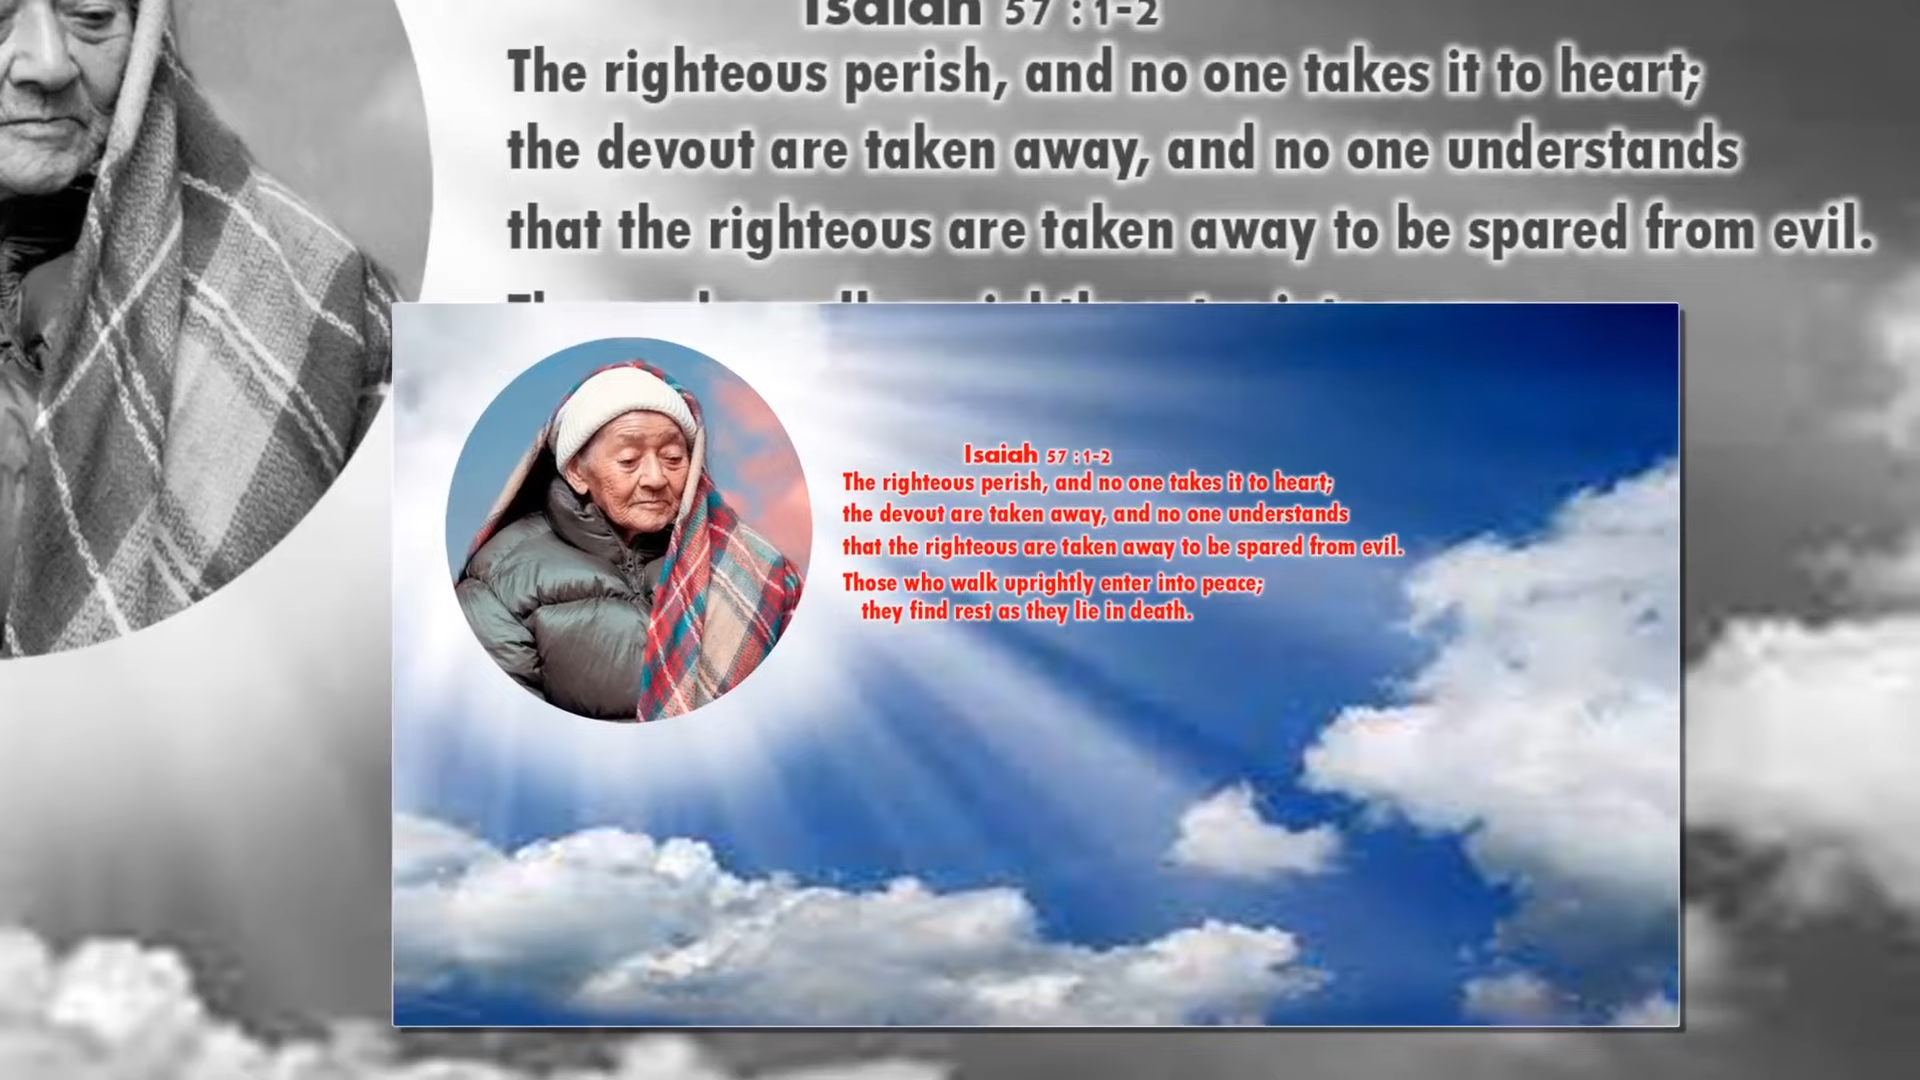 Isaiah 57 : 1-2
The righteous perish, and no one takes it to heart;
the devout are taken away, and no one understands
that the righteous are taken away to be spared from evil.
Isaiah 57 : 1-2
The righteous perish, and no one takes it to heart;
the devout are taken away, and no one understands
that the righteous are taken away to be spared from evil.
Those who walk uprightly enter into peace;
they find rest as they lie in death.